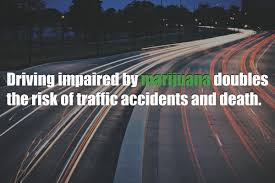 Driving impaired by marijuana doubles
the risk of traffic accidents and death.